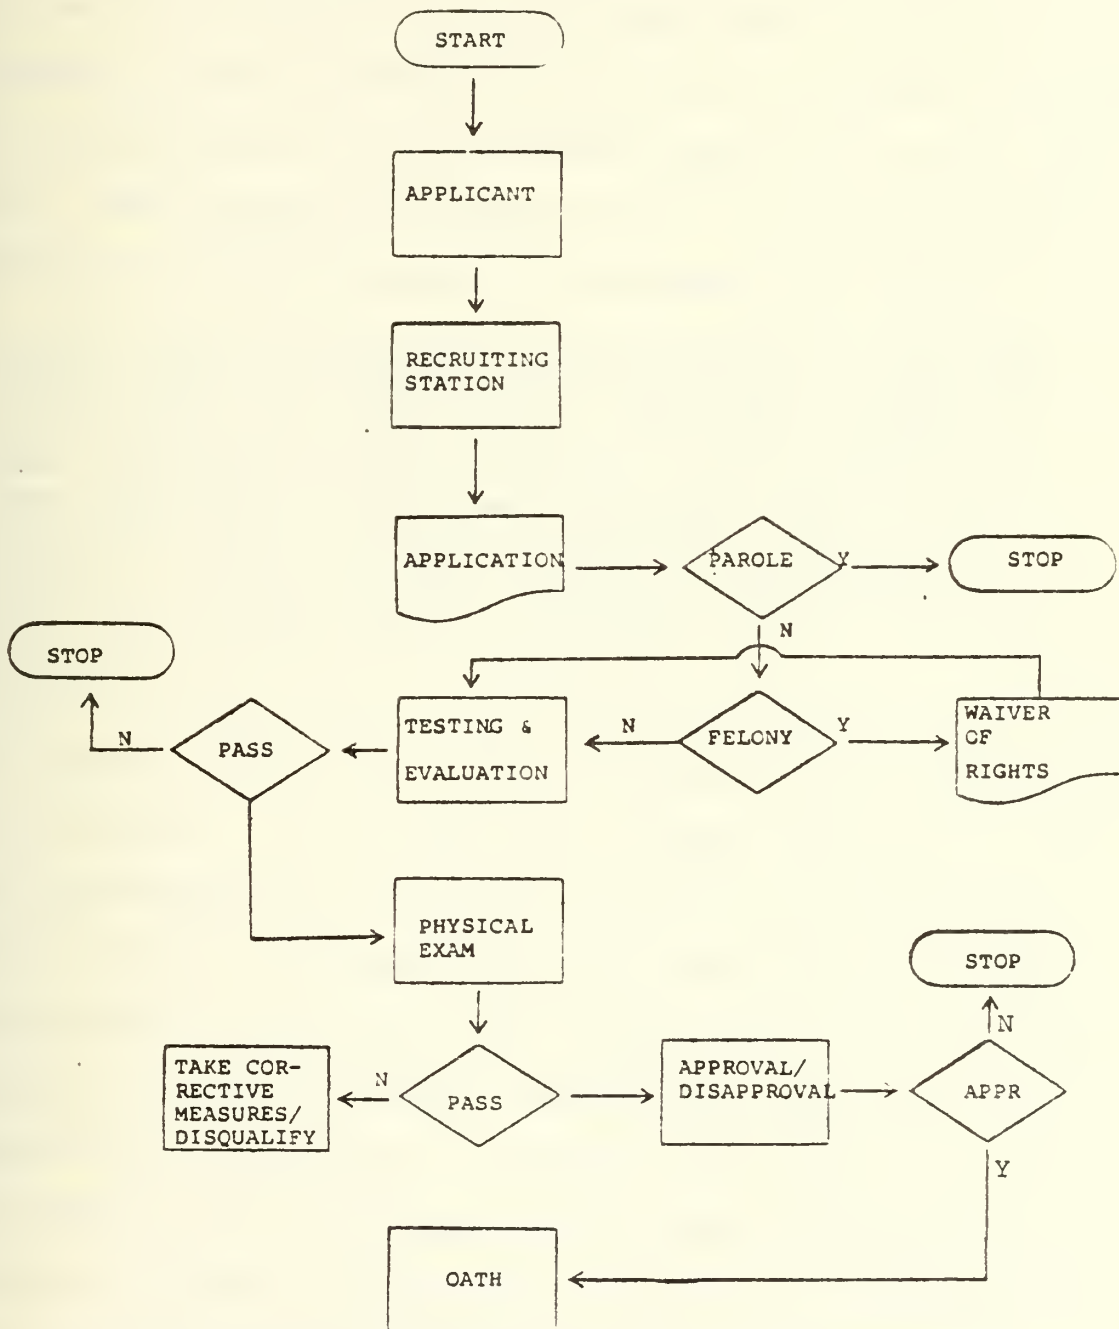 START
APPLICANT
RECRUITING
STATION
APPLICATION
PAROLE
Y
STOP
N
STOP
N
PASS
TESTING &
EVALUATION
N
FELONY
Y
WAIVER
OF
RIGHTS
PHYSICAL
EXAM
STOP
N
TAKE COR-
RECTIVE
MEASURES/
DISQUALIFY
N
PASS
APPROVAL/
DISAPPROVAL
APPR
Y
OATH